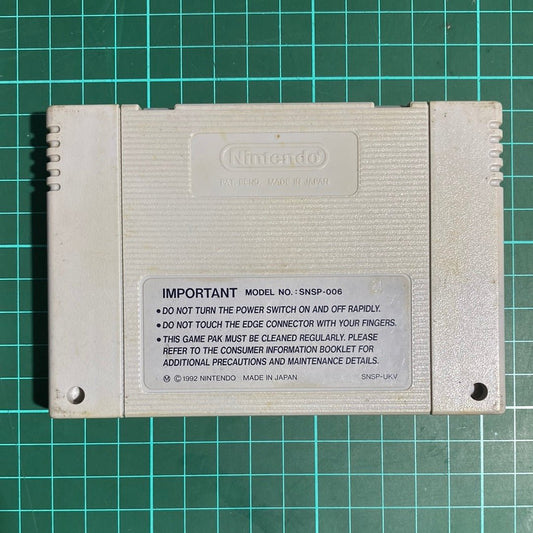 Nintendo
PAT. PEND. MADE IN JAPAN
IMPORTANT MODEL NO.: SNSP-006
• DO NOT TURN THE POWER SWITCH ON AND OFF RAPIDLY.
• DO NOT TOUCH THE EDGE CONNECTOR WITH YOUR FINGERS.
• THIS GAME PAK MUST BE CLEANED REGULARLY. PLEASE
REFER TO THE CONSUMER INFORMATION BOOKLET FOR
ADDITIONAL PRECAUTIONS AND MAINTENANCE DETAILS.
Ⓜ ©1992 NINTENDO MADE IN JAPAN SNSP-UKV